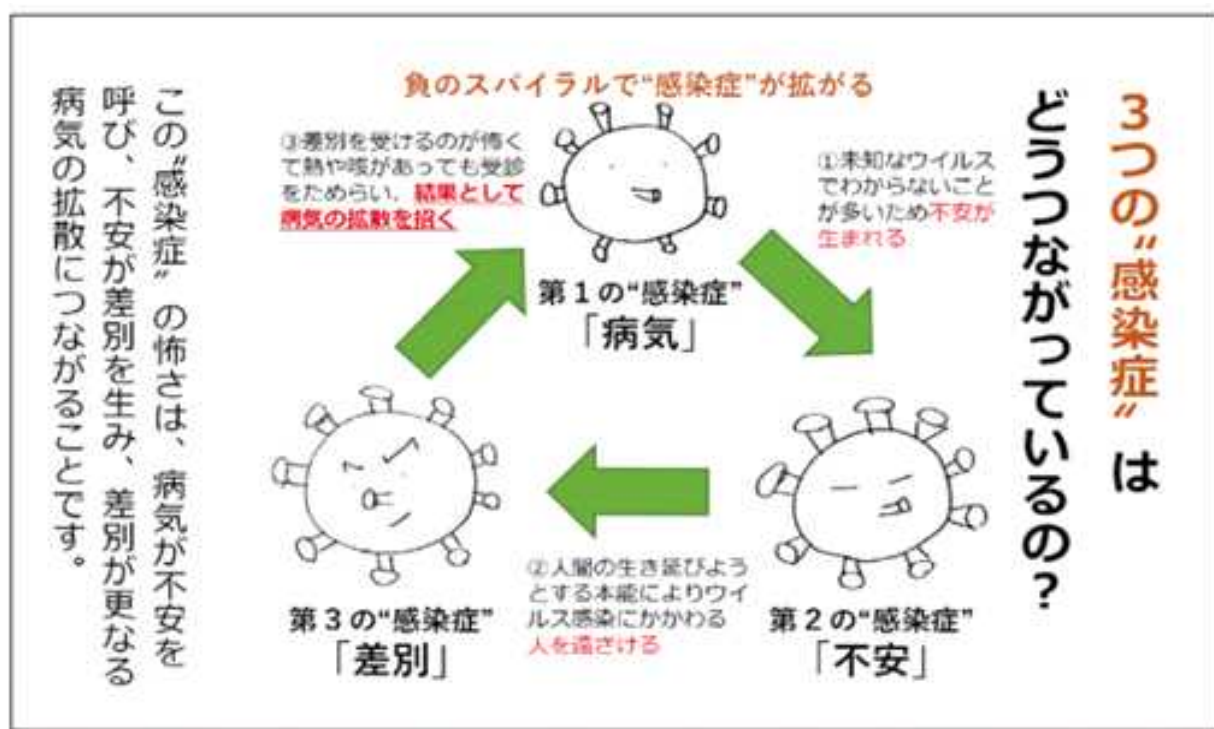 ３つの“感染症”は
どうつながっているの？
負のスパイラルで“感染症”が拡がる
第１の“感染症”
「病気」
①未知なウイルス
でわからないこと
が多いため不安が
生まれる
第２の“感染症”
「不安」
②人間の生き延びよう
とする本能によりウイ
ルス感染にかかわる
人を遠ざける
第３の“感染症”
「差別」
③差別を受けるのが怖く
て熱や咳があっても受診
をためらい、結果として
病気の拡散を招く
この“感染症”の怖さは、病気が不安を
呼び、不安が差別を生み、差別が更なる
病気の拡散につながることです。